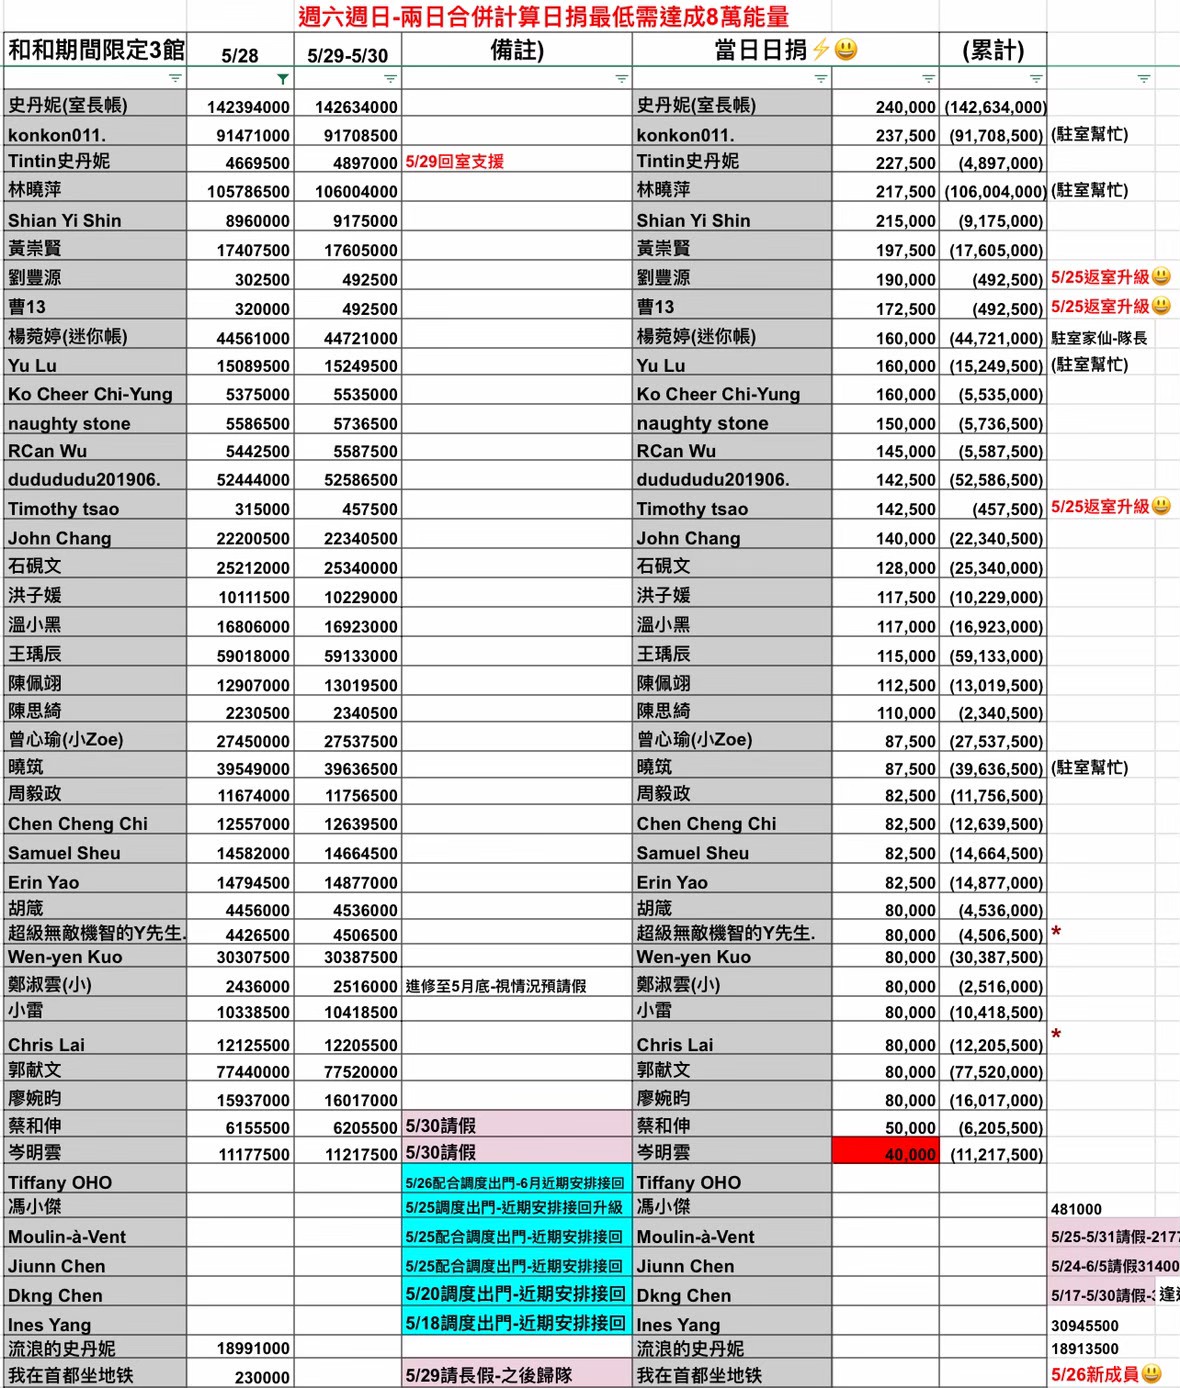 週六週日-兩日合併計算日捐最低需達成8萬能量
和和期間限定3館 5/28 5/29-5/30 備註) 當日日捐⚡😃 (累計)
史丹妮(室長帳) 142394000 142634000 史丹妮(室長帳) 240,000 (142,634,000)
konkon011. 91471000 91708500 konkon011. 237,500 (91,708,500) (駐室幫忙)
Tintin史丹妮 4669500 4897000 5/29回室支援 Tintin史丹妮 227,500 (4,897,000)
林曉萍 105786500 106004000 林曉萍 217,500 (106,004,000) (駐室幫忙)
Shian Yi Shin 8960000 9175000 Shian Yi Shin 215,000 (9,175,000)
黃崇賢 17407500 17605000 黃崇賢 197,500 (17,605,000)
劉豐源 302500 492500 劉豐源 190,000 (492,500) 5/25返室升級😃
曹13 320000 492500 曹13 172,500 (492,500) 5/25返室升級😃
楊菀婷(迷你帳) 44561000 44721000 楊菀婷(迷你帳) 160,000 (44,721,000) 駐室家仙-隊長
Yu Lu 15089500 15249500 Yu Lu 160,000 (15,249,500) (駐室幫忙)
Ko Cheer Chi-Yung 5375000 5535000 Ko Cheer Chi-Yung 160,000 (5,535,000)
naughty stone 5586500 5736500 naughty stone 150,000 (5,736,500)
RCan Wu 5442500 5587500 RCan Wu 145,000 (5,587,500)
dudududu201906. 52444000 52586500 dudududu201906. 142,500 (52,586,500)
Timothy tsao 315000 457500 Timothy tsao 142,500 (457,500) 5/25返室升級😃
John Chang 22200500 22340500 John Chang 140,000 (22,340,500)
石硯文 25212000 25340000 石硯文 128,000 (25,340,000)
洪子媛 10111500 10229000 洪子媛 117,500 (10,229,000)
溫小黑 16806000 16923000 溫小黑 117,000 (16,923,000)
王瑀辰 59018000 59133000 王瑀辰 115,000 (59,133,000)
陳佩翊 12907000 13019500 陳佩翊 112,500 (13,019,500)
陳思綺 2230500 2340500 陳思綺 110,000 (2,340,500)
曾心瑜(小Zoe) 27450000 27537500 曾心瑜(小Zoe) 87,500 (27,537,500)
曉筑 39549000 39636500 曉筑 87,500 (39,636,500) (駐室幫忙)
周毅政 11674000 11756500 周毅政 82,500 (11,756,500)
Chen Cheng Chi 12557000 12639500 Chen Cheng Chi 82,500 (12,639,500)
Samuel Sheu 14582000 14664500 Samuel Sheu 82,500 (14,664,500)
Erin Yao 14794500 14877000 Erin Yao 82,500 (14,877,000)
胡箴 4456000 4536000 胡箴 80,000 (4,536,000)
超級無敵機智的Y先生. 4426500 4506500 超級無敵機智的Y先生. 80,000 (4,506,500) *
Wen-yen Kuo 30307500 30387500 Wen-yen Kuo 80,000 (30,387,500)
鄭淑雲(小) 2436000 2516000 進修至5月底-視情況預請假 鄭淑雲(小) 80,000 (2,516,000)
小雷 10338500 10418500 小雷 80,000 (10,418,500)
Chris Lai 12125500 12205500 Chris Lai 80,000 (12,205,500) *
郭献文 77440000 77520000 郭献文 80,000 (77,520,000)
廖婉昀 15937000 16017000 廖婉昀 80,000 (16,017,000)
蔡和伸 6155500 6205500 5/30請假 蔡和伸 50,000 (6,205,500)
岑明雲 11177500 11217500 5/30請假 岑明雲 40,000 (11,217,500)
Tiffany OHO 5/26配合調度出門-6月近期安排接回 Tiffany OHO
馮小傑 5/25調度出門-近期安排接回升級 馮小傑 481000
Moulin-à-Vent 5/25配合調度出門-近期安排接回 Moulin-à-Vent 5/25-5/31請假-2177
Jiunn Chen 5/25配合調度出門-近期安排接回 Jiunn Chen 5/24-6/5請假31400
Dkng Chen 5/20調度出門-近期安排接回 Dkng Chen 5/17-5/30請假-
Ines Yang 5/18調度出門-近期安排接回 Ines Yang 30945500
流浪的史丹妮 18991000 流浪的史丹妮 18913500
我在首都坐地铁 230000 5/29請長假-之後歸隊 我在首都坐地铁 5/26新成員😃